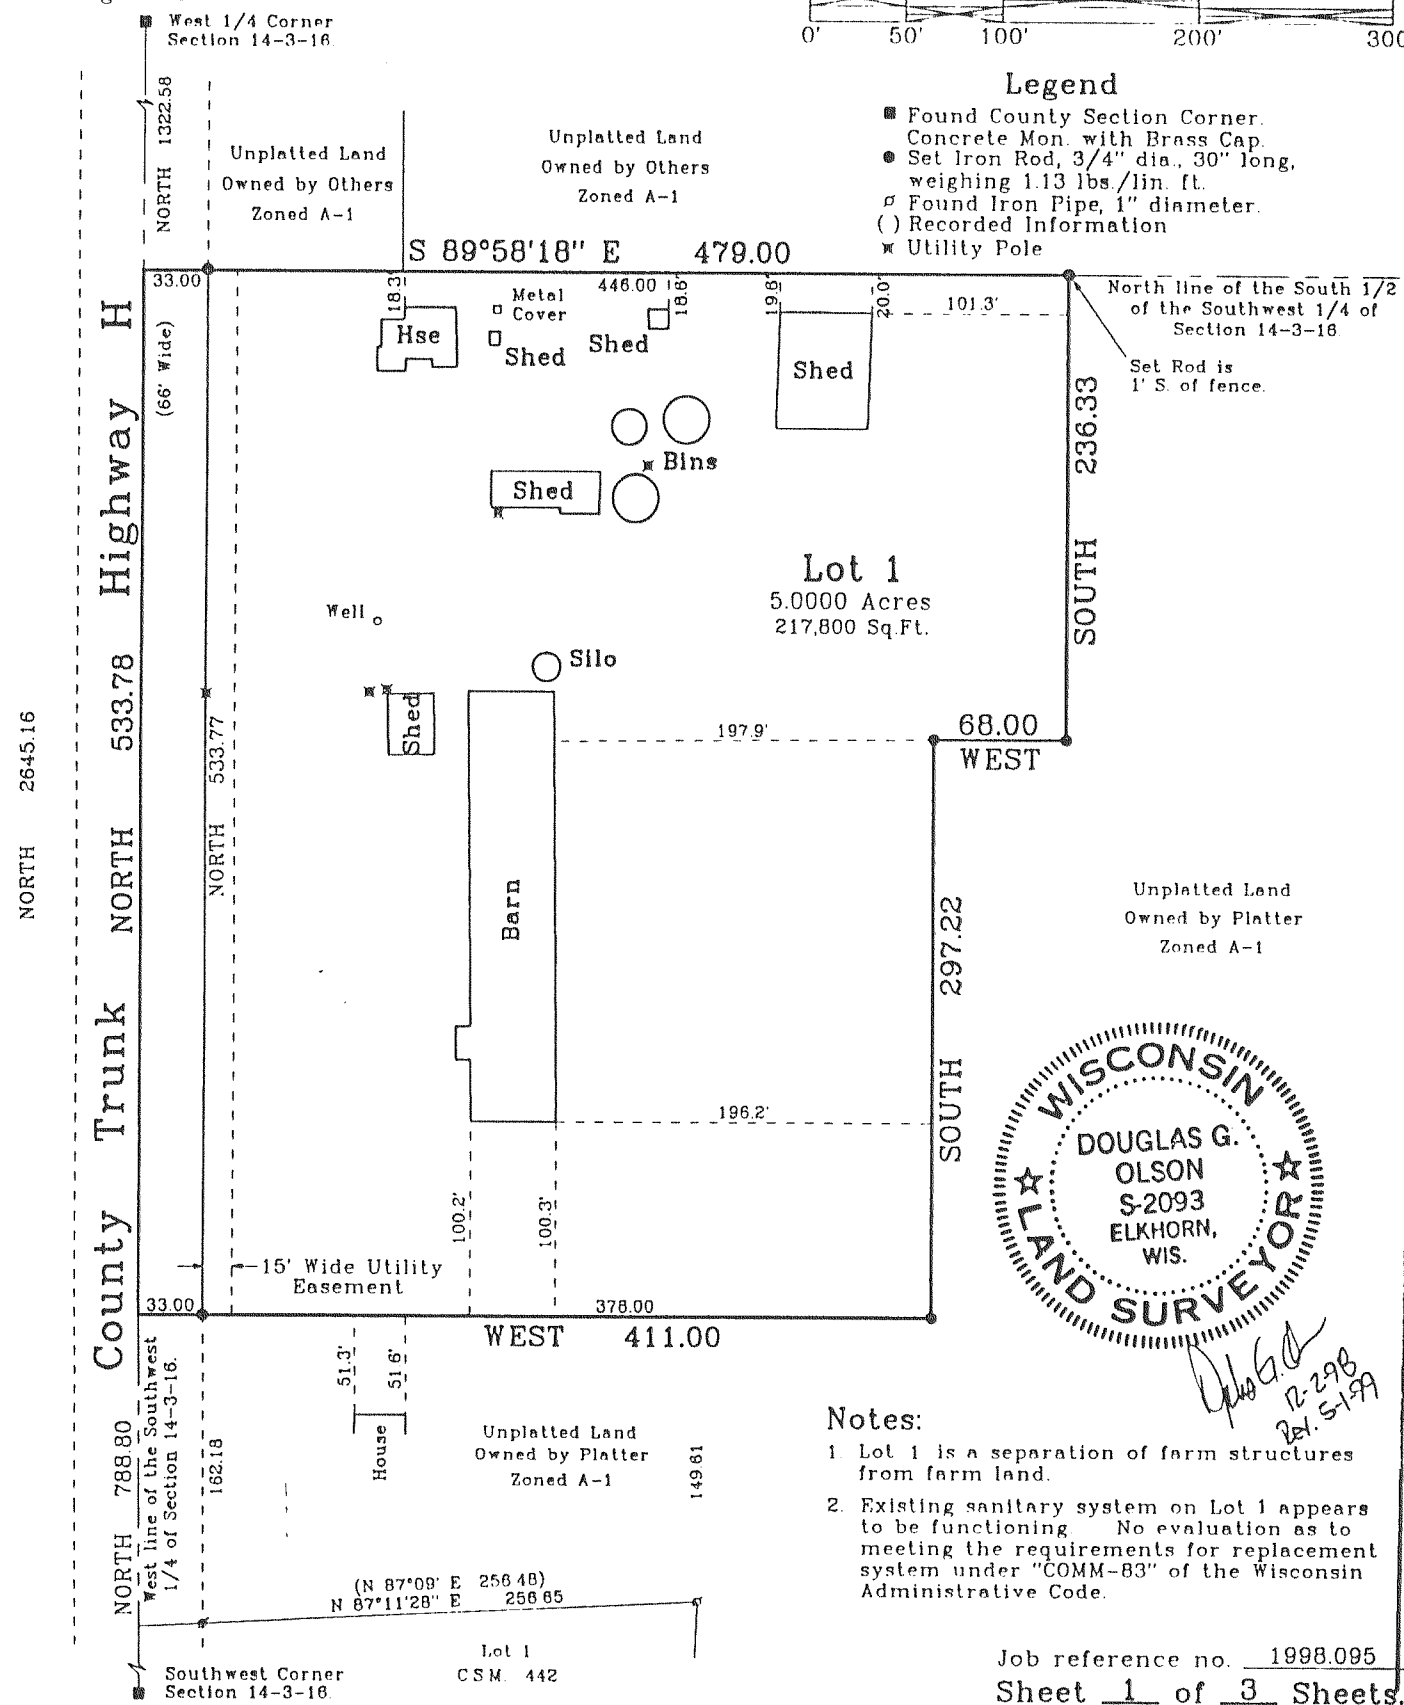 West 1/4 Corner
Section 14-3-16.
0' 50' 100' 200' 300
Legend
Found County Section Corner.
Concrete Mon. with Brass Cap.
Set Iron Rod, 3/4" dia., 30" long,
weighing 1.13 lbs./lin. ft.
Found Iron Pipe, 1" diameter.
( ) Recorded Information
Utility Pole
NORTH 1322.58
Unplatted Land
Owned by Others
Zoned A-1
Unplatted Land
Owned by Others
Zoned A-1
S 89°58'18" E 479.00
33.00
446.00
18.3'
18.6'
19.6'
20.0'
101.3'
North line of the South 1/2
of the Southwest 1/4 of
Section 14-3-16.
Set Rod is
1' S. of fence.
(66' Wide)
Hse
Metal
Cover
Shed
Shed
Shed
Bins
Shed
SOUTH 236.33
Lot 1
5.0000 Acres
217,800 Sq.Ft.
Well
Silo
Shed
County Trunk Highway H
NORTH 533.78
NORTH 533.77
NORTH 2645.16
197.9'
68.00
WEST
Barn
SOUTH 297.22
Unplatted Land
Owned by Platter
Zoned A-1
196.2'
100.2'
100.3'
15' Wide Utility
Easement
33.00
378.00
WEST 411.00
WISCONSIN
DOUGLAS G.
OLSON
S-2093
ELKHORN,
WIS.
LAND SURVEYOR
12-2-98
Rev. 5-1-99
51.3'
51.6'
House
Unplatted Land
Owned by Platter
Zoned A-1
NORTH 788.80
West line of the Southwest
1/4 of Section 14-3-16.
162.18
149.61
(N 87°09' E 256.48)
N 87°11'28" E 256.65
Lot 1
C.S.M. 442
Southwest Corner
Section 14-3-16.
Notes:
1. Lot 1 is a separation of farm structures
from farm land.
2. Existing sanitary system on Lot 1 appears
to be functioning. No evaluation as to
meeting the requirements for replacement
system under "COMM-83" of the Wisconsin
Administrative Code.
Job reference no. 1998.095
Sheet 1 of 3 Sheets.